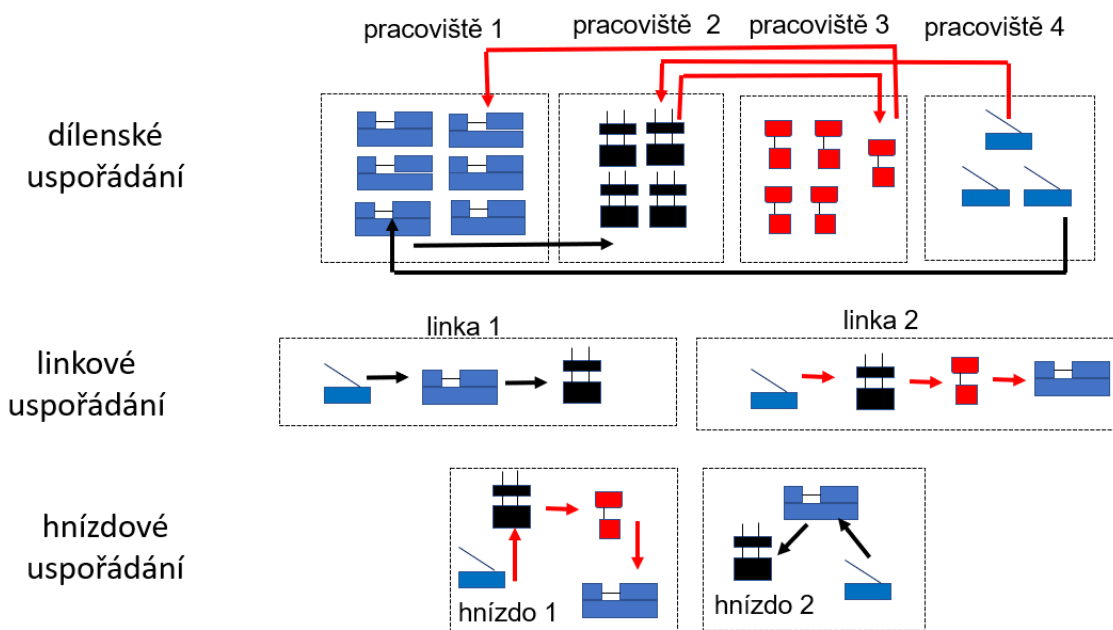 pracoviště 1
pracoviště  2
pracoviště 3
pracoviště 4
dílenské
uspořádání
linka 1
linka 2
linkové
uspořádání
hnízdové
uspořádání
hnízdo 1
hnízdo 2